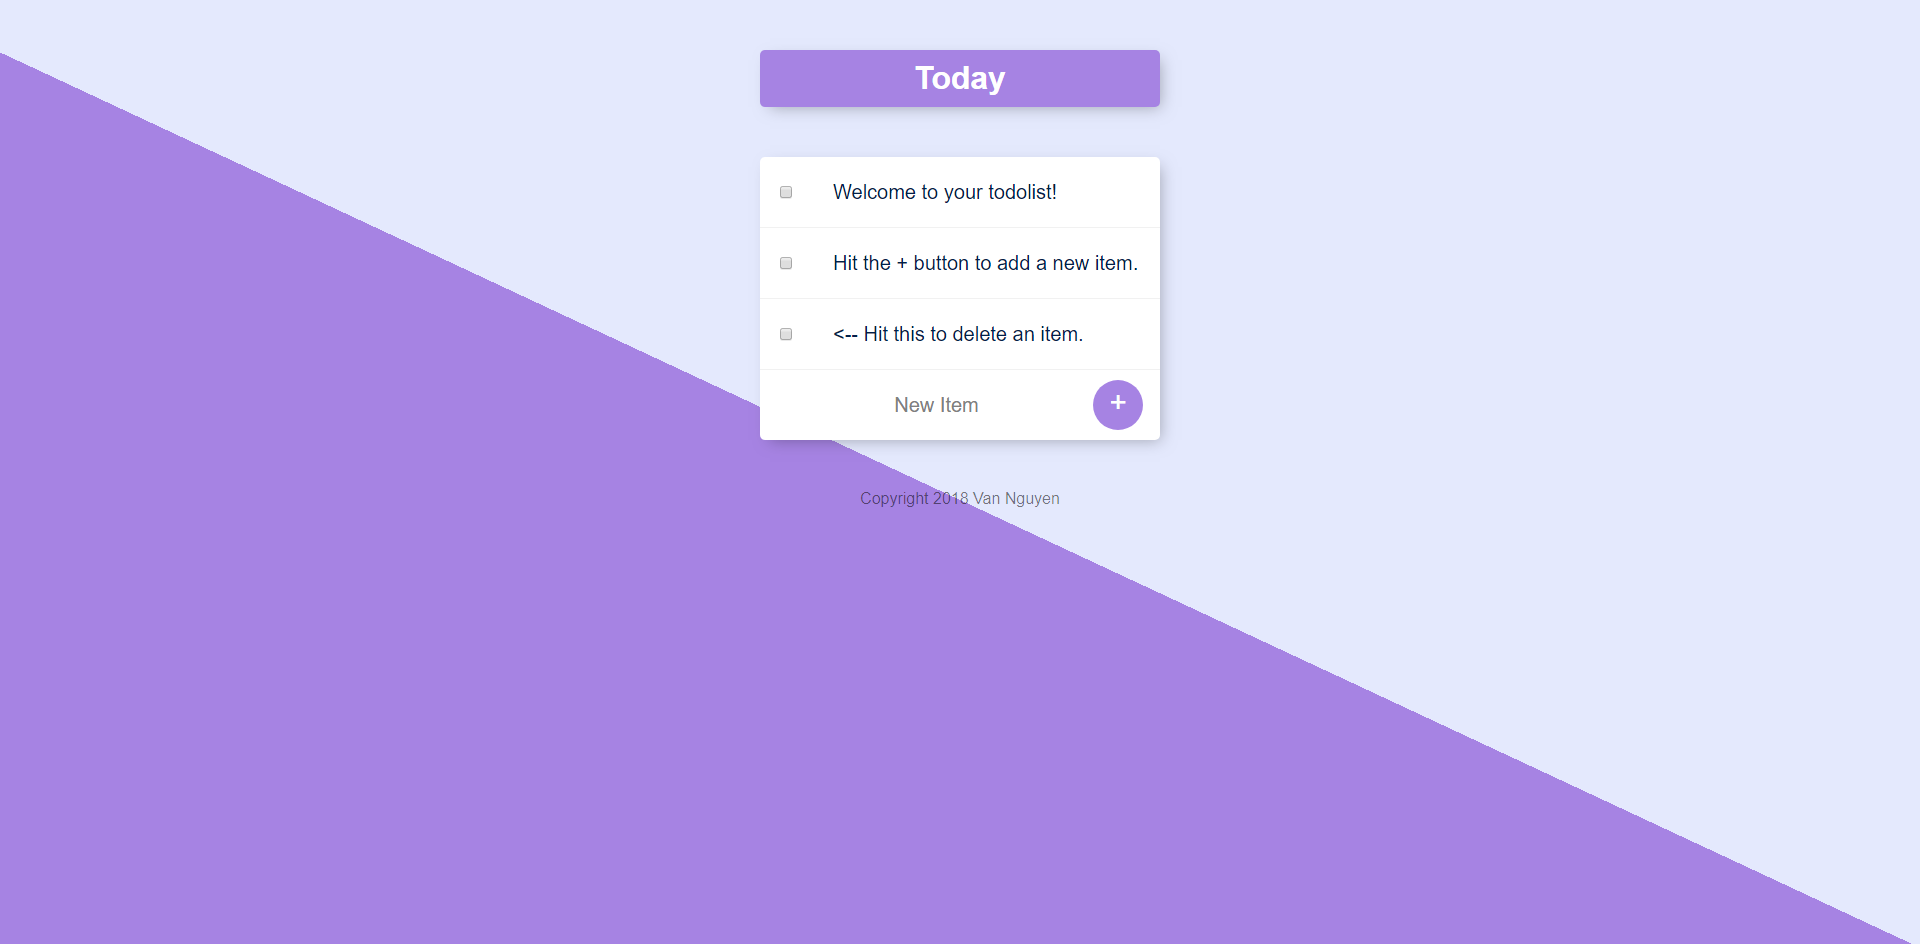 Today
Welcome to your todolist!
Hit the + button to add a new item.
<-- Hit this to delete an item.
New Item +
Copyright 2018 Van Nguyen